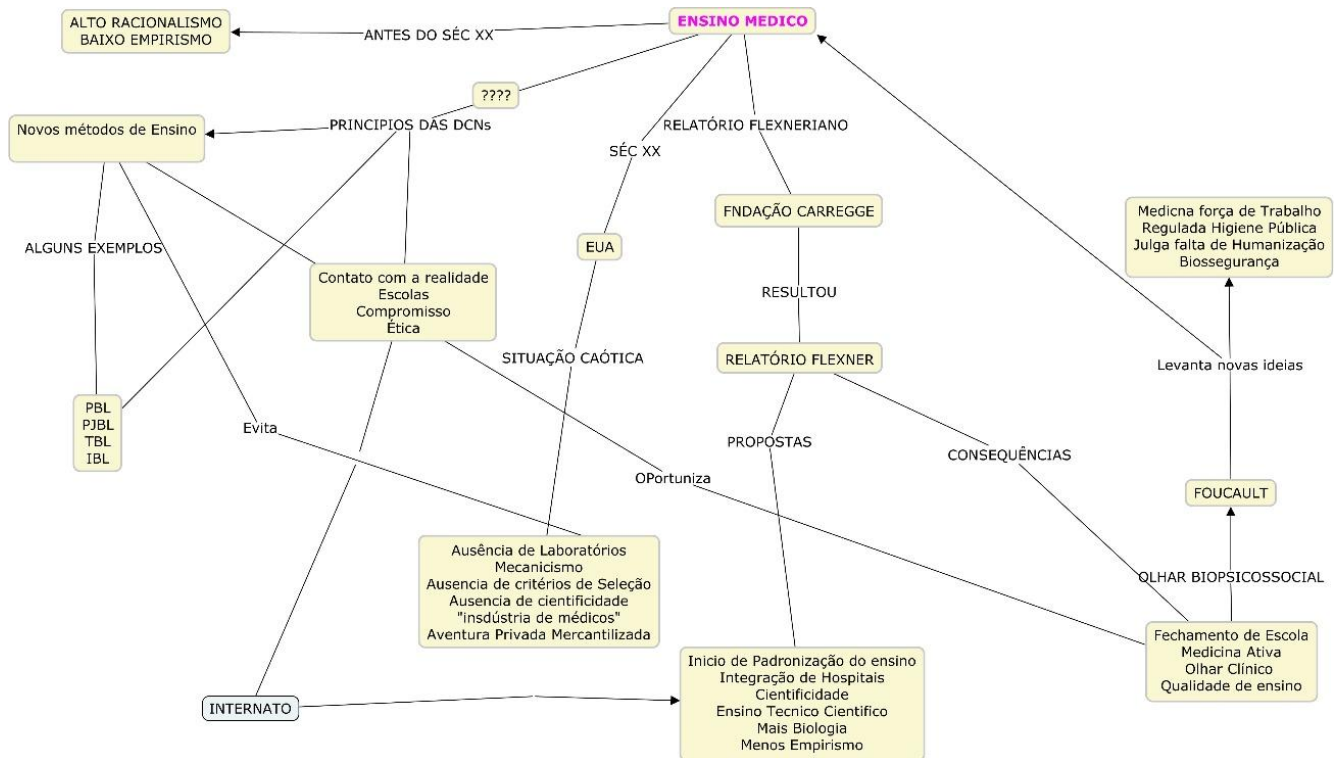 ALTO RACIONALISMO
BAIXO EMPIRISMO
ANTES DO SÉC XX
ENSINO MEDICO
????
Novos métodos de Ensino
PRINCIPIOS DAS DCNs
RELATÓRIO FLEXNERIANO
SÉC XX
FNDAÇÃO CARREGGE
Medicna força de Trabalho
Regulada Higiene Pública
Julga falta de Humanização
Biossegurança
ALGUNS EXEMPLOS
EUA
Contato com a realidade
Escolas
Compromisso
Ética
RESULTOU
SITUAÇÃO CAÓTICA
RELATÓRIO FLEXNER
Levanta novas ideias
PBL
PJBL
TBL
IBL
Evita
PROPOSTAS
CONSEQUÊNCIAS
OPortuniza
FOUCAULT
Ausência de Laboratórios
Mecanicismo
Ausencia de critérios de Seleção
Ausencia de cientificidade
"insdústria de médicos"
Aventura Privada Mercantilizada
OLHAR BIOPSICOSSOCIAL
Fechamento de Escola
Medicina Ativa
Olhar Clínico
Qualidade de ensino
INTERNATO
Inicio de Padronização do ensino
Integração de Hospitais
Cientificidade
Ensino Tecnico Cientifico
Mais Biologia
Menos Empirismo